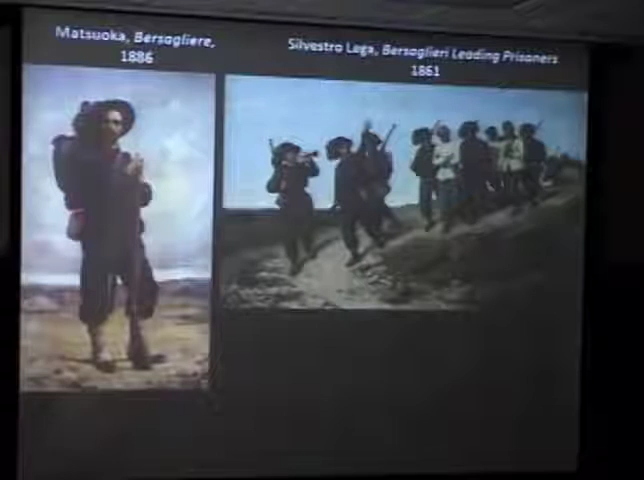 Matsuoka, Bersagliere,
1886
Silvestro Lega, Bersaglieri Leading Prisoners
1861